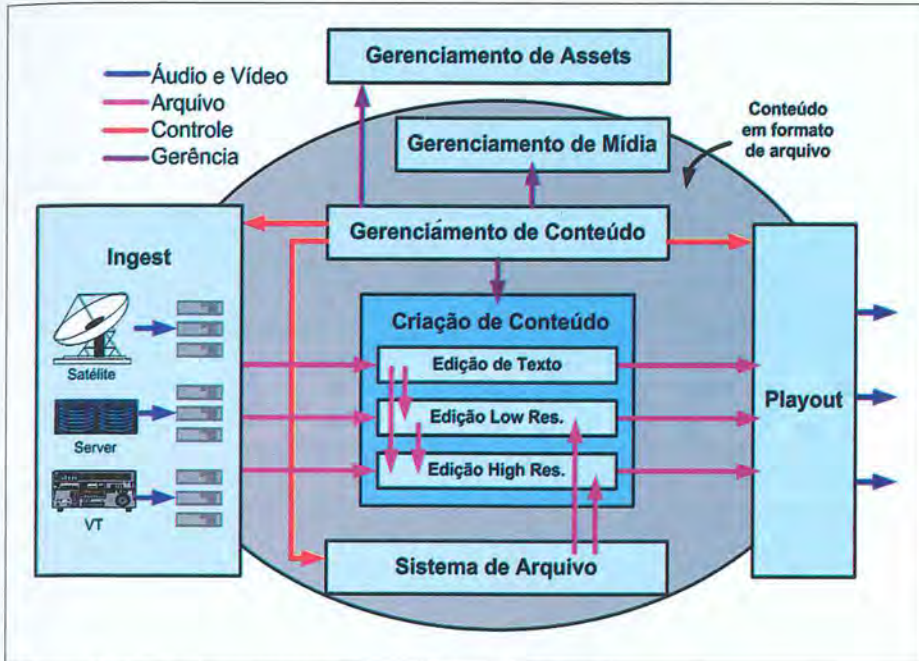 Gerenciamento de Assets
Áudio e Vídeo
Arquivo
Controle
Gerência
Conteúdo
em formato
de arquivo
Gerenciamento de Mídia
Gerenciamento de Conteúdo
Ingest
Satélite
Server
VT
Criação de Conteúdo
Edição de Texto
Edição Low Res.
Edição High Res.
Playout
Sistema de Arquivo